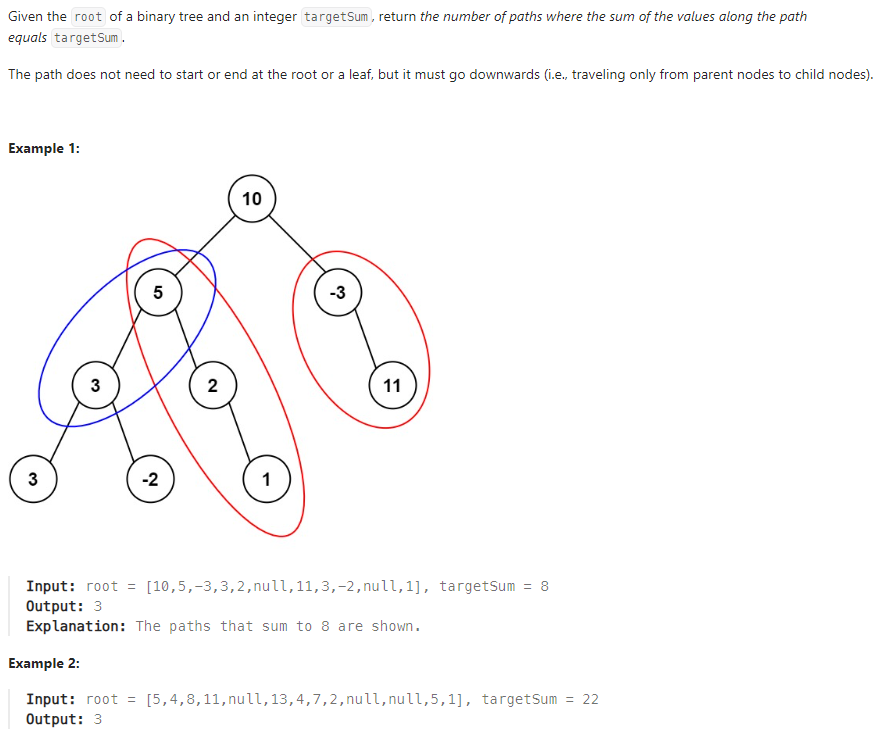 Given the root of a binary tree and an integer targetSum, return the number of paths where the sum of the values along the path
equals targetSum.
The path does not need to start or end at the root or a leaf, but it must go downwards (i.e., traveling only from parent nodes to child nodes).
Example 1:
10
5
-3
3
2
11
3
-2
1
Input: root = [10,5,-3,3,2,null,11,3,-2,null,1], targetSum = 8
Output: 3
Explanation: The paths that sum to 8 are shown.
Example 2:
Input: root = [5,4,8,11,null,13,4,7,2,null,null,5,1], targetSum = 22
Output: 3